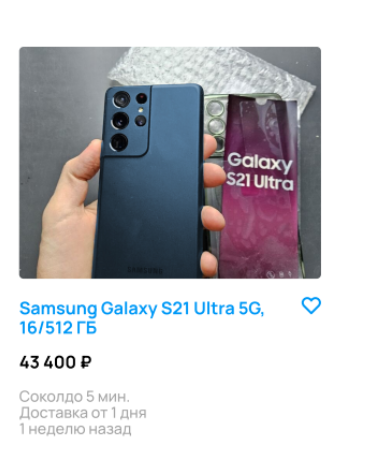 Galaxy
S21 Ultra
SAMSUNG
Samsung Galaxy S21 Ultra 5G,
16/512 ГБ
43 400 ₽
Соколдо 5 мин.
Доставка от 1 дня
1 неделю назад